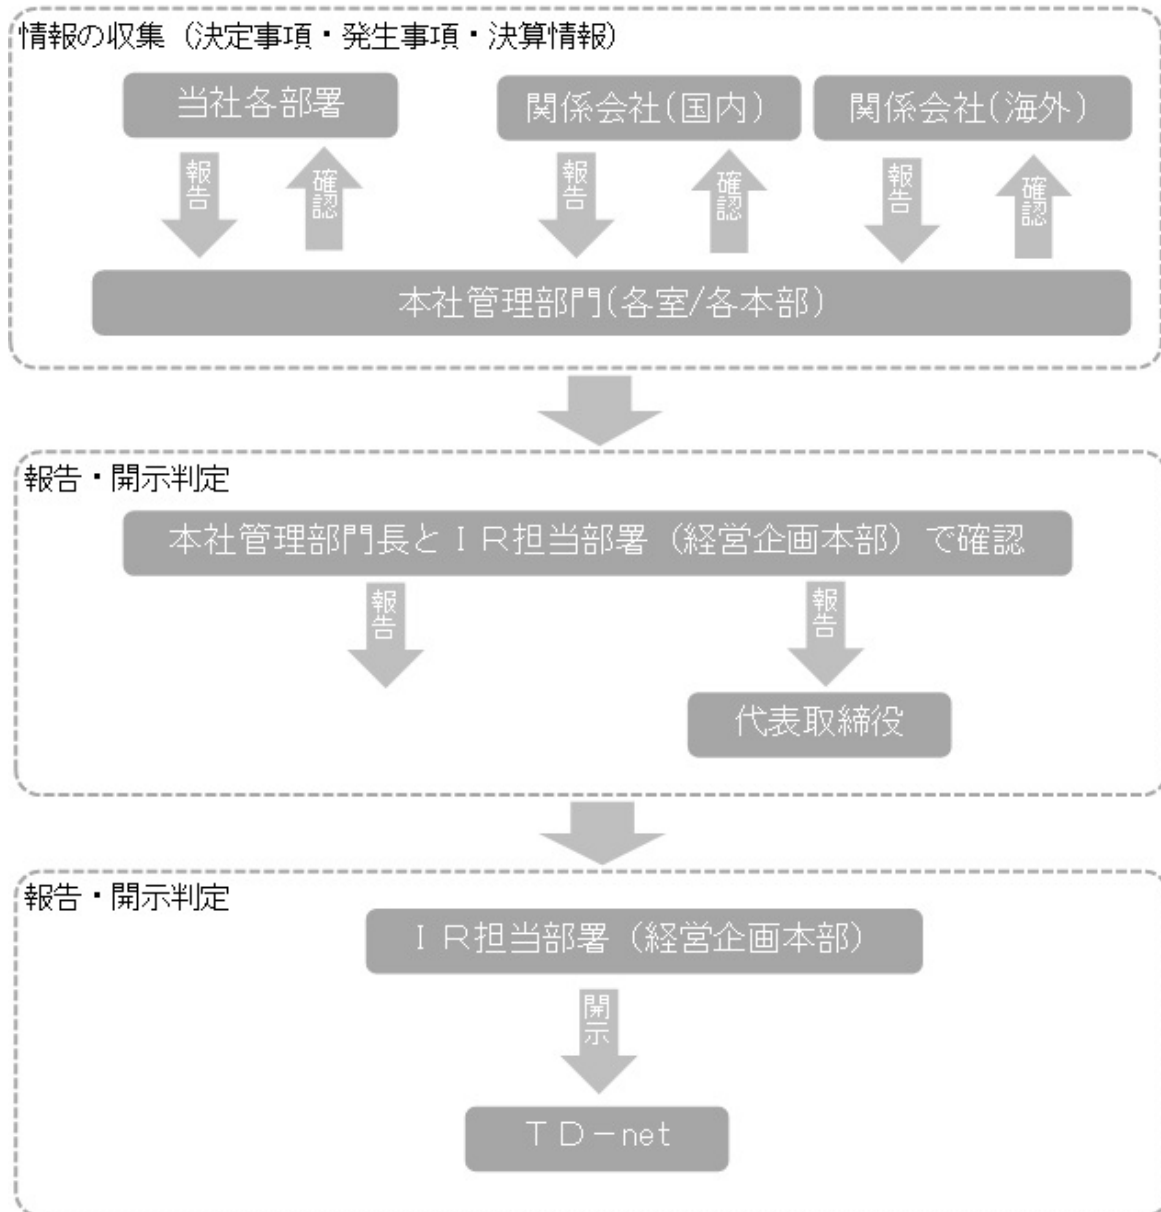 情報の収集（決定事項・発生事項・決算情報）
当社各部署
関係会社(国内)
関係会社(海外)
報告
確認
報告
確認
報告
確認
本社管理部門(各室/各本部)
報告・開示判定
本社管理部門長とＩＲ担当部署（経営企画本部）で確認
報告
報告
代表取締役
報告・開示判定
ＩＲ担当部署（経営企画本部）
開示
ＴＤ－net